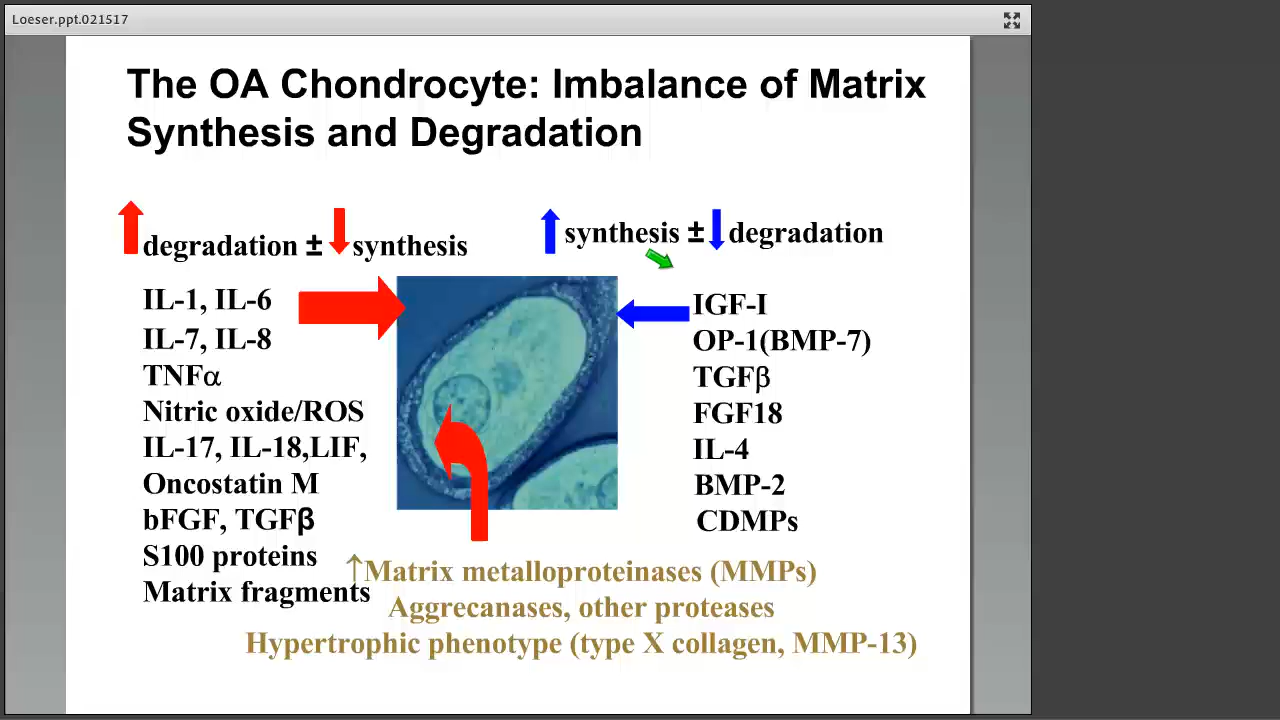 Loeser.ppt.021517
The OA Chondrocyte: Imbalance of Matrix
Synthesis and Degradation
degradation ± synthesis
IL-1, IL-6
IL-7, IL-8
TNFα
Nitric oxide/ROS
IL-17, IL-18,LIF,
Oncostatin M
bFGF, TGFβ
S100 proteins
Matrix fragments
synthesis ± degradation
IGF-I
OP-1(BMP-7)
TGFβ
FGF18
IL-4
BMP-2
CDMPs
↑Matrix metalloproteinases (MMPs)
Aggrecanases, other proteases
Hypertrophic phenotype (type X collagen, MMP-13)